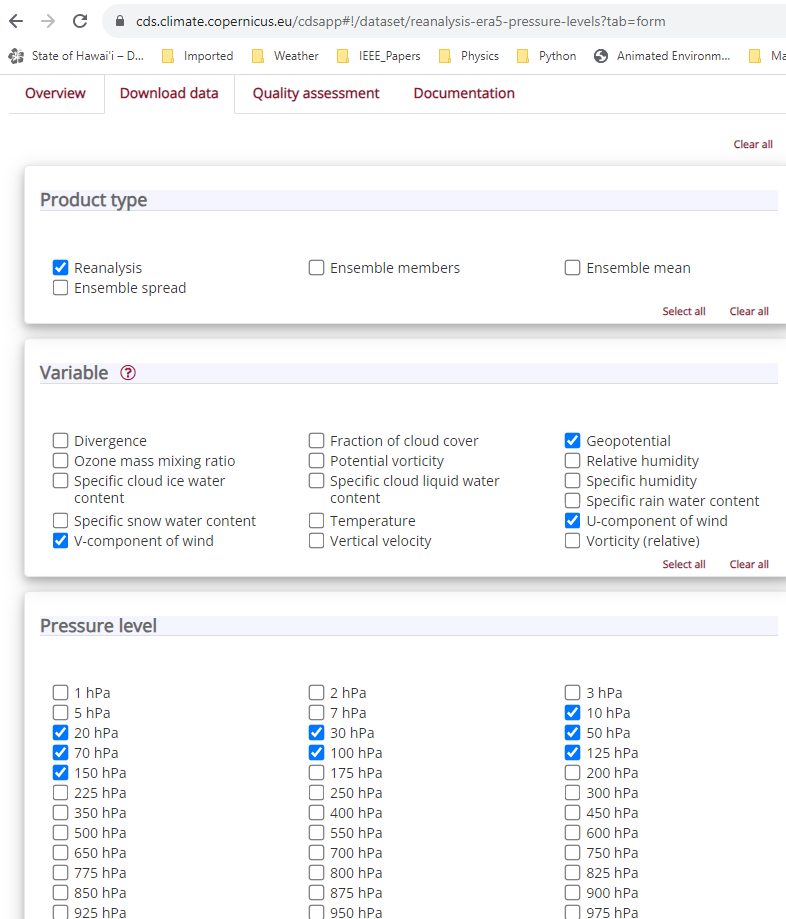 cds.climate.copernicus.eu/cdsapp#!/dataset/reanalysis-era5-pressure-levels?tab=form
State of Hawai'i – D... Imported Weather IEEE_Papers Physics Python Animated Environm... Ma
Overview Download data Quality assessment Documentation
Clear all
Product type
Reanalysis Ensemble members Ensemble mean
Ensemble spread
Select all Clear all
Variable ?
Divergence Fraction of cloud cover Geopotential
Ozone mass mixing ratio Potential vorticity Relative humidity
Specific cloud ice water Specific cloud liquid water Specific humidity
content content Specific rain water content
Specific snow water content Temperature U-component of wind
V-component of wind Vertical velocity Vorticity (relative)
Select all Clear all
Pressure level
1 hPa 2 hPa 3 hPa
5 hPa 7 hPa 10 hPa
20 hPa 30 hPa 50 hPa
70 hPa 100 hPa 125 hPa
150 hPa 175 hPa 200 hPa
225 hPa 250 hPa 300 hPa
350 hPa 400 hPa 450 hPa
500 hPa 550 hPa 600 hPa
650 hPa 700 hPa 750 hPa
775 hPa 800 hPa 825 hPa
850 hPa 875 hPa 900 hPa
925 hPa 950 hPa 975 hPa